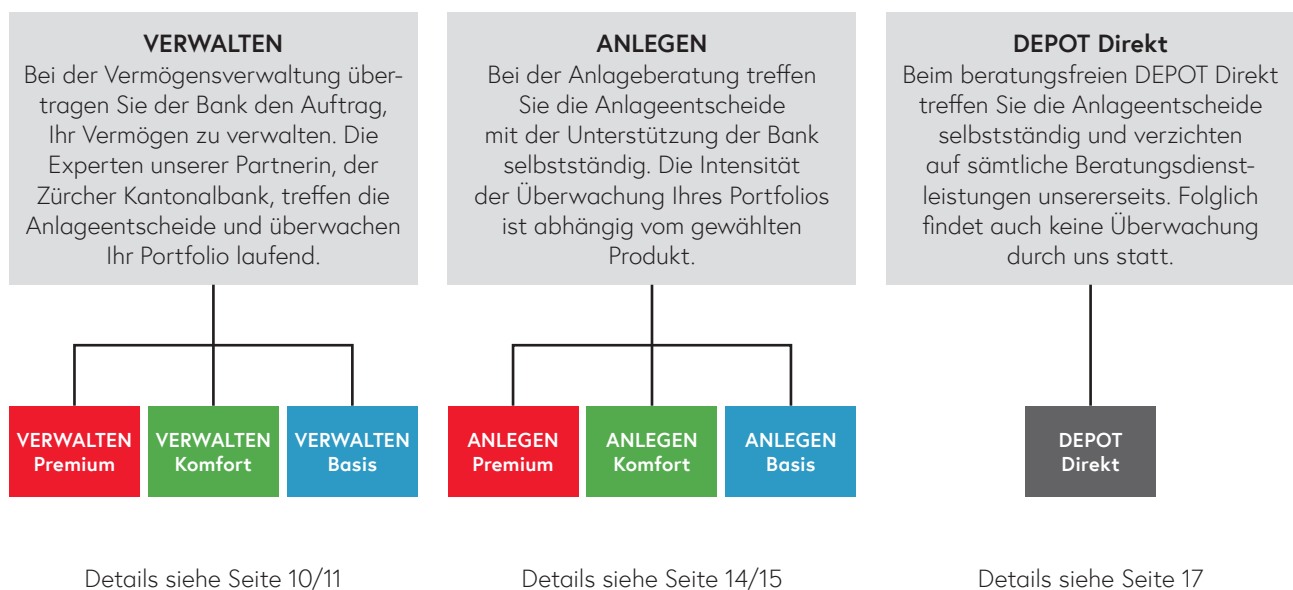 VERWALTEN
Bei der Vermögensverwaltung über-
tragen Sie der Bank den Auftrag,
Ihr Vermögen zu verwalten. Die
Experten unserer Partnerin, der
Zürcher Kantonalbank, treffen die
Anlageentscheide und überwachen
Ihr Portfolio laufend.
ANLEGEN
Bei der Anlageberatung treffen
Sie die Anlageentscheide
mit der Unterstützung der Bank
selbstständig. Die Intensität
der Überwachung Ihres Portfolios
ist abhängig vom gewählten
Produkt.
DEPOT Direkt
Beim beratungsfreien DEPOT Direkt
treffen Sie die Anlageentscheide
selbstständig und verzichten
auf sämtliche Beratungsdienst-
leistungen unsererseits. Folglich
findet auch keine Überwachung
durch uns statt.
VERWALTEN
Premium
VERWALTEN
Komfort
VERWALTEN
Basis
ANLEGEN
Premium
ANLEGEN
Komfort
ANLEGEN
Basis
DEPOT
Direkt
Details siehe Seite 10/11
Details siehe Seite 14/15
Details siehe Seite 17